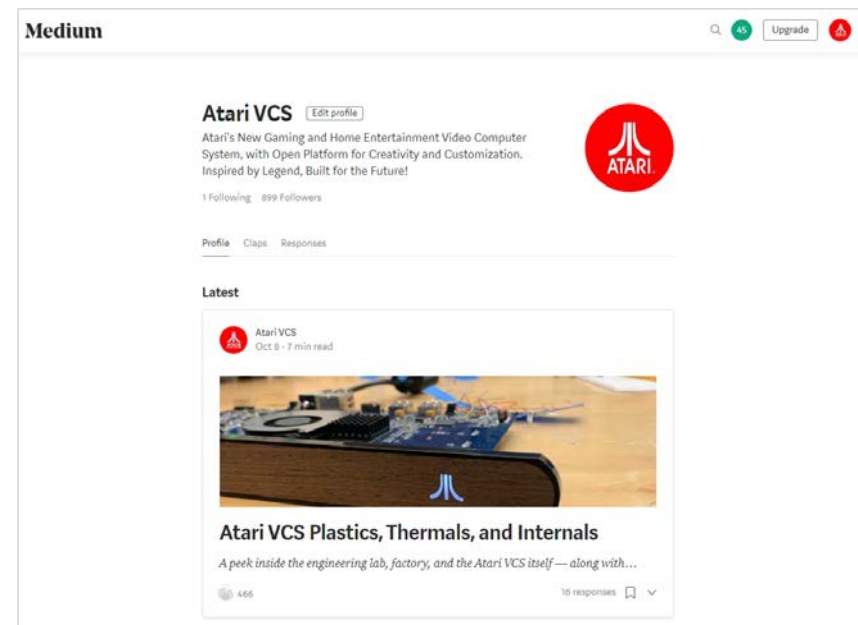 Medium
45
Upgrade
Atari VCS
Edit profile
Atari's New Gaming and Home Entertainment Video Computer
System, with Open Platform for Creativity and Customization.
Inspired by Legend, Built for the Future!
ATARI
1 Following 899 Followers
Profile Claps Responses
Latest
Atari VCS
Oct 8 · 7 min read
Atari VCS Plastics, Thermals, and Internals
A peek inside the engineering lab, factory, and the Atari VCS itself — along with…
466
16 responses